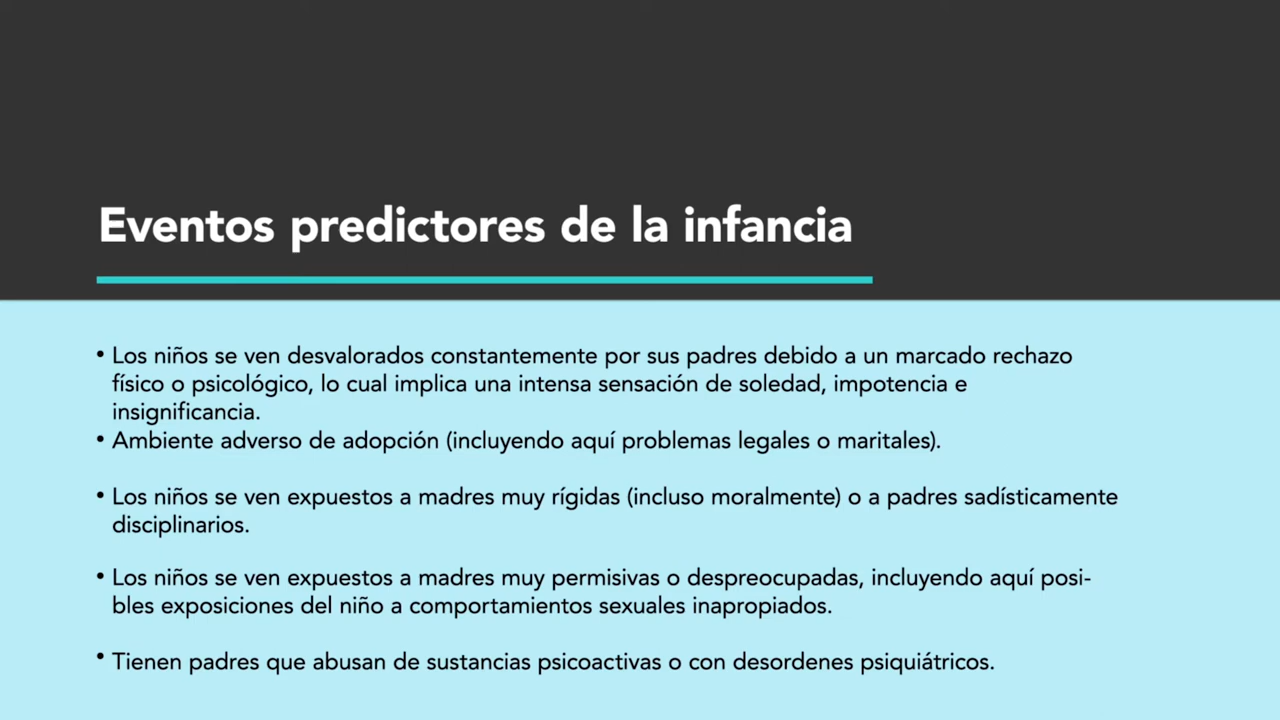 Eventos predictores de la infancia
• Los niños se ven desvalorados constantemente por sus padres debido a un marcado rechazo
físico o psicológico, lo cual implica una intensa sensación de soledad, impotencia e
insignificancia.
• Ambiente adverso de adopción (incluyendo aquí problemas legales o maritales).
• Los niños se ven expuestos a madres muy rígidas (incluso moralmente) o a padres sadísticamente
disciplinarios.
• Los niños se ven expuestos a madres muy permisivas o despreocupadas, incluyendo aquí posi-
bles exposiciones del niño a comportamientos sexuales inapropiados.
• Tienen padres que abusan de sustancias psicoactivas o con desordenes psiquiátricos.